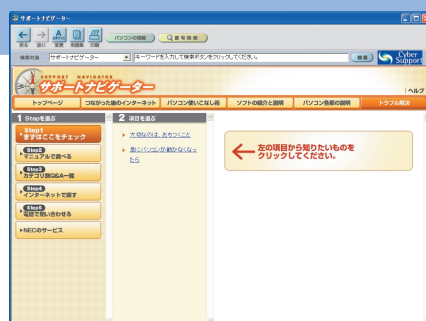 サポートナビゲーター
戻る 進む 変更 用語集 印刷
パソコンの情報 Q番号検索
検索対象 サポートナビゲーター キーワードを入力して検索ボタンをクリックしてください。 検索 Cyber Support
SUPPORT NAVIGATOR
サポートナビゲーター
ヘルプ
トップページ つながった後のインターネット パソコン使いこなし術 ソフトの紹介と説明 パソコン各部の説明 トラブル解決
1 Stepを選ぶ
2 項目を選ぶ
Step1
まずはここをチェック
Step2
マニュアルで調べる
Step3
カテゴリ別Q&A一覧
Step4
インターネットで探す
Step5
電話で問い合わせる
NECのサービス
大切なのは、おちつくこと
急にパソコンが動かなくなっ
たら
左の項目から知りたいものを
クリックしてください。